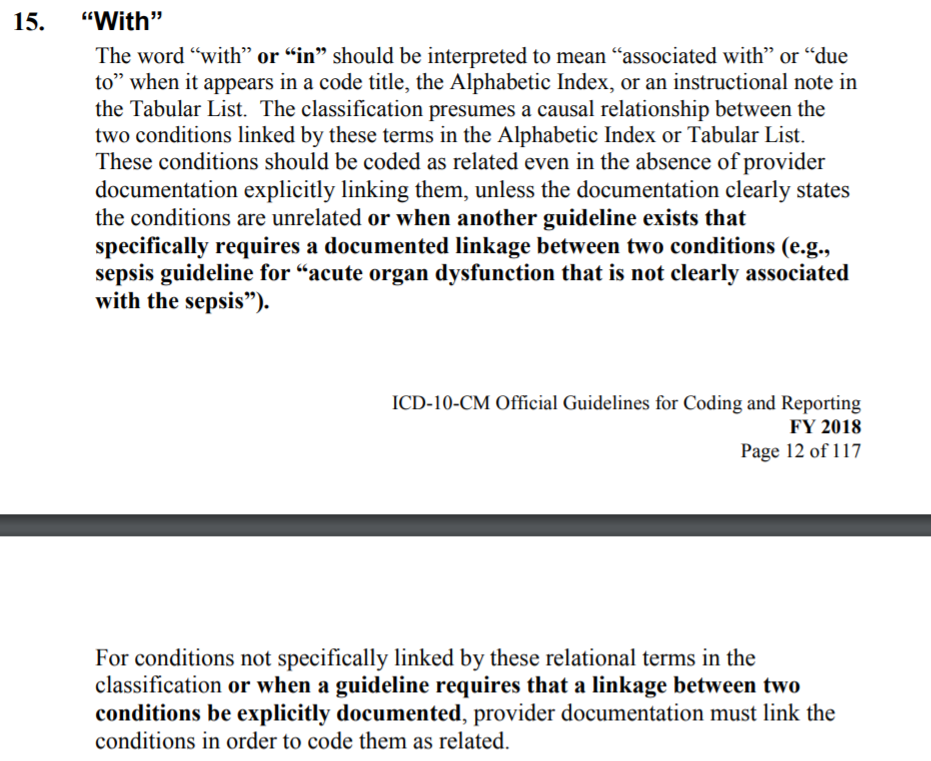 15. “With”
The word “with” or “in” should be interpreted to mean “associated with” or “due
to” when it appears in a code title, the Alphabetic Index, or an instructional note in
the Tabular List. The classification presumes a causal relationship between the
two conditions linked by these terms in the Alphabetic Index or Tabular List.
These conditions should be coded as related even in the absence of provider
documentation explicitly linking them, unless the documentation clearly states
the conditions are unrelated or when another guideline exists that
specifically requires a documented linkage between two conditions (e.g.,
sepsis guideline for “acute organ dysfunction that is not clearly associated
with the sepsis”).
ICD-10-CM Official Guidelines for Coding and Reporting
FY 2018
Page 12 of 117
For conditions not specifically linked by these relational terms in the
classification or when a guideline requires that a linkage between two
conditions be explicitly documented, provider documentation must link the
conditions in order to code them as related.